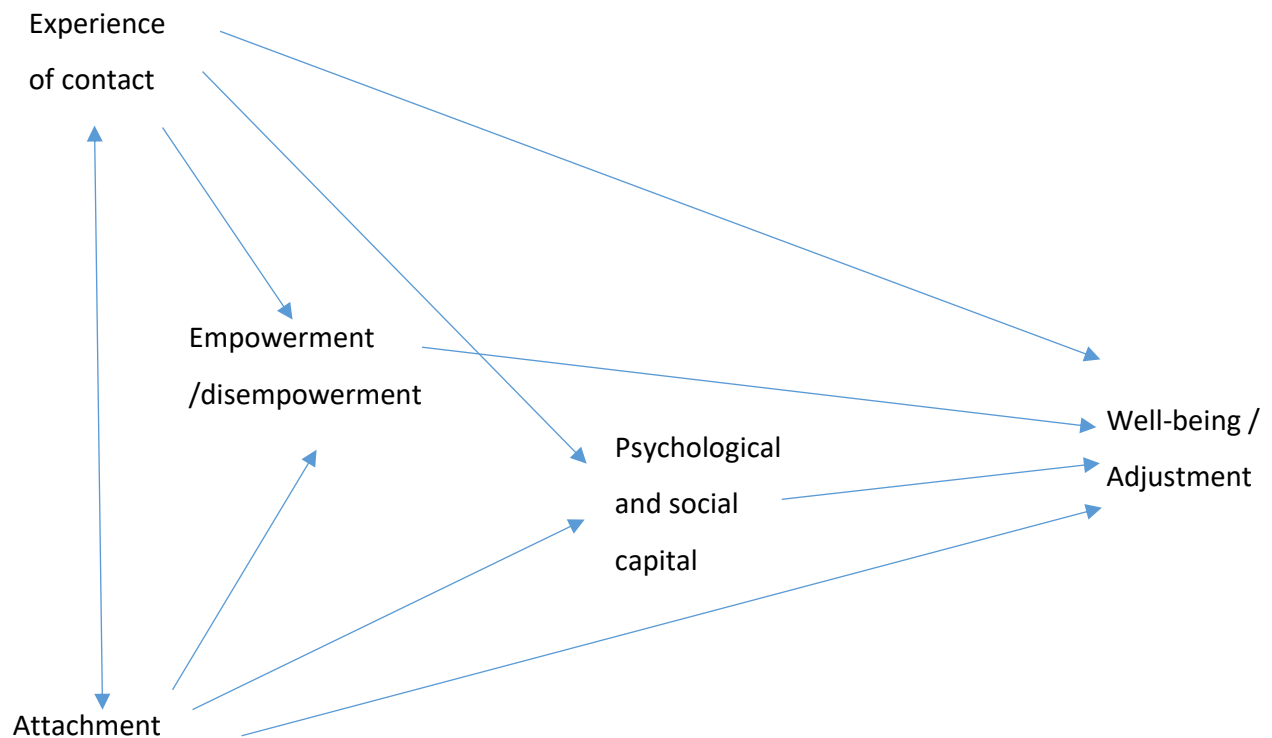 Experience
of contact
Empowerment
/disempowerment
Psychological
and social
capital
Well-being /
Adjustment
Attachment